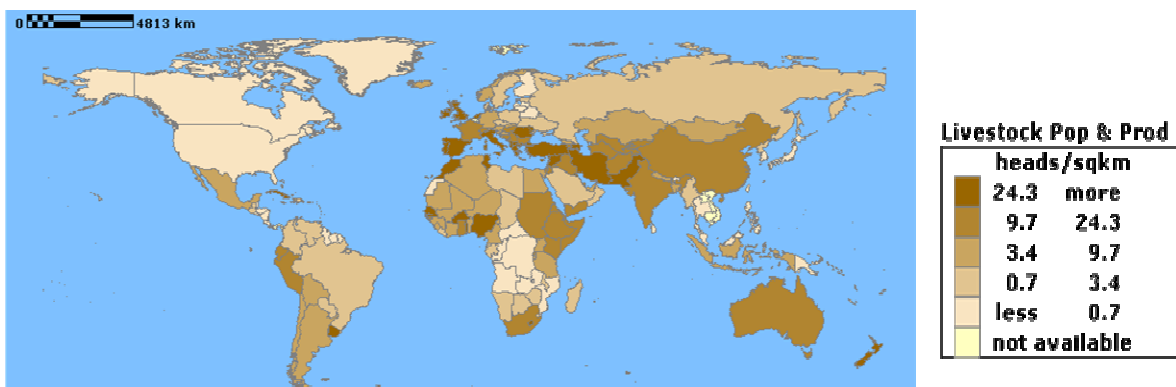 0 4813 km
Livestock Pop & Prod
heads/sqkm
24.3 more
9.7 24.3
3.4 9.7
0.7 3.4
less 0.7
not available